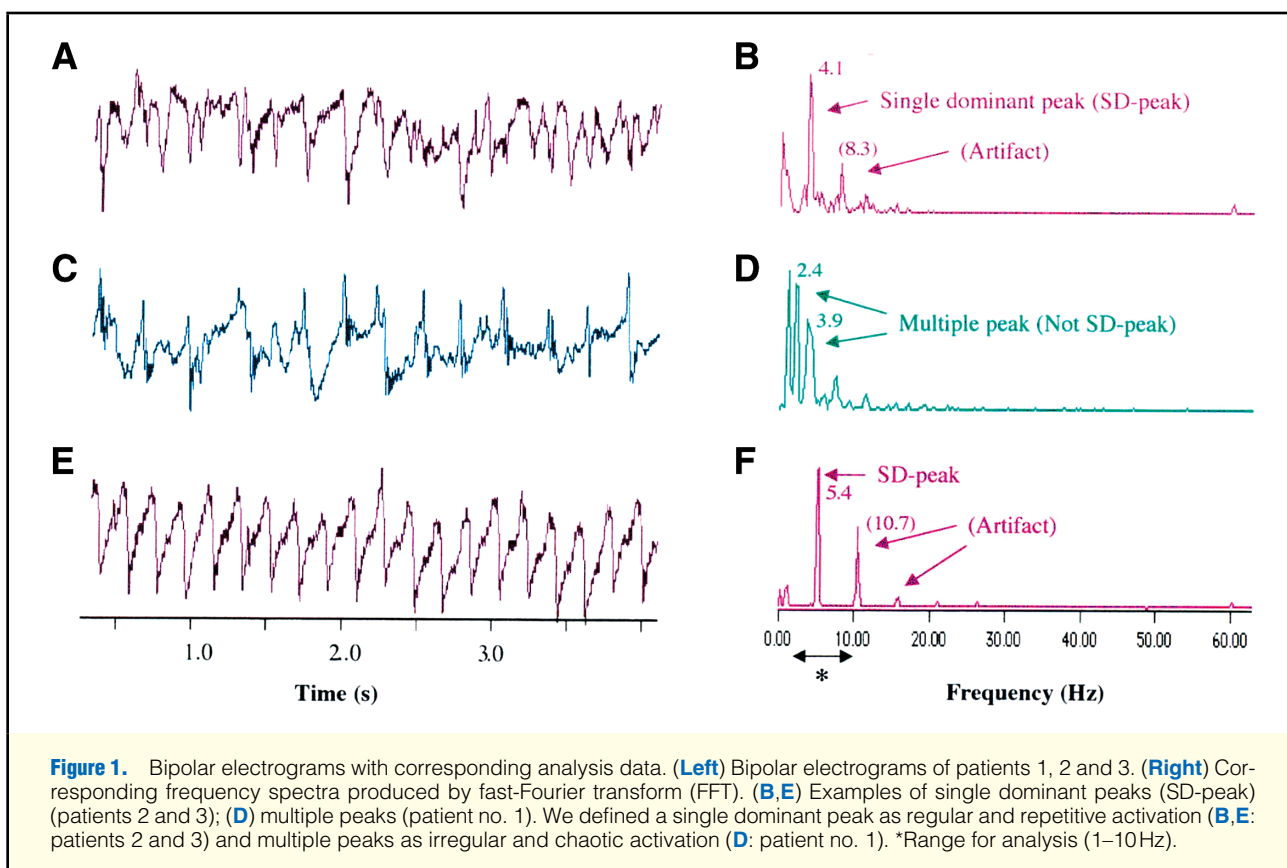 A
B
4.1
Single dominant peak (SD-peak)
(8.3)
(Artifact)
C
D
2.4
3.9
Multiple peak (Not SD-peak)
E
F
SD-peak
5.4
(10.7)
(Artifact)
1.0 2.0 3.0
Time (s)
0.00 10.00 20.00 30.00 40.00 50.00 60.00
*
Frequency (Hz)
Figure 1. Bipolar electrograms with corresponding analysis data. (Left) Bipolar electrograms of patients 1, 2 and 3. (Right) Cor-
responding frequency spectra produced by fast-Fourier transform (FFT). (B,E) Examples of single dominant peaks (SD-peak)
(patients 2 and 3); (D) multiple peaks (patient no. 1). We defined a single dominant peak as regular and repetitive activation (B,E:
patients 2 and 3) and multiple peaks as irregular and chaotic activation (D: patient no. 1). *Range for analysis (1–10 Hz).